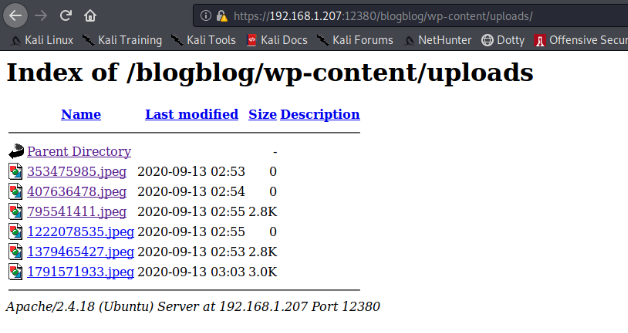 https://192.168.1.207:12380/blogblog/wp-content/uploads/
Kali Linux Kali Training Kali Tools Kali Docs Kali Forums NetHunter Dotty Offensive Secur
Index of /blogblog/wp-content/uploads
Name Last modified Size Description
Parent Directory -
353475985.jpeg 2020-09-13 02:53 0
407636478.jpeg 2020-09-13 02:54 0
795541411.jpeg 2020-09-13 02:55 2.8K
1222078535.jpeg 2020-09-13 02:55 0
1379465427.jpeg 2020-09-13 02:53 2.8K
1791571933.jpeg 2020-09-13 03:03 3.0K
Apache/2.4.18 (Ubuntu) Server at 192.168.1.207 Port 12380